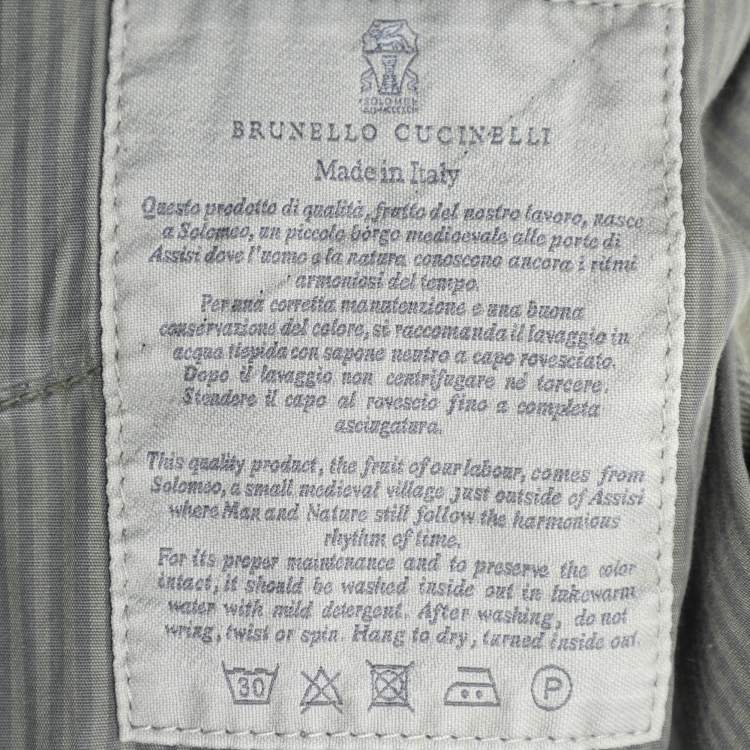 SOLOMEO
BRUNELLO CUCINELLI
Made in Italy
Questo prodotto di qualità, frutto del nostro lavoro, nasce
a Solomeo, un piccolo borgo medioevale alle porte di
Assisi dove l'uomo e la natura conoscono ancora i ritmi
armoniosi del tempo.
Per una corretta manutenzione e una buona
conservazione del colore, si raccomanda il lavaggio in
acqua tiepida con sapone neutro a capo rovesciato.
Dopo il lavaggio non centrifugare né torcere.
Stendere il capo al rovescio fino a completa
asciugatura.
This quality product, the fruit of our labour, comes from
Solomeo, a small medieval village just outside of Assisi
where Man and Nature still follow the harmonious
rhythm of time.
For its proper maintenance and to preserve the color
intact, it should be washed inside out in lukewarm
water with mild detergent. After washing, do not
wring, twist or spin. Hang to dry, turned inside out.
30 P